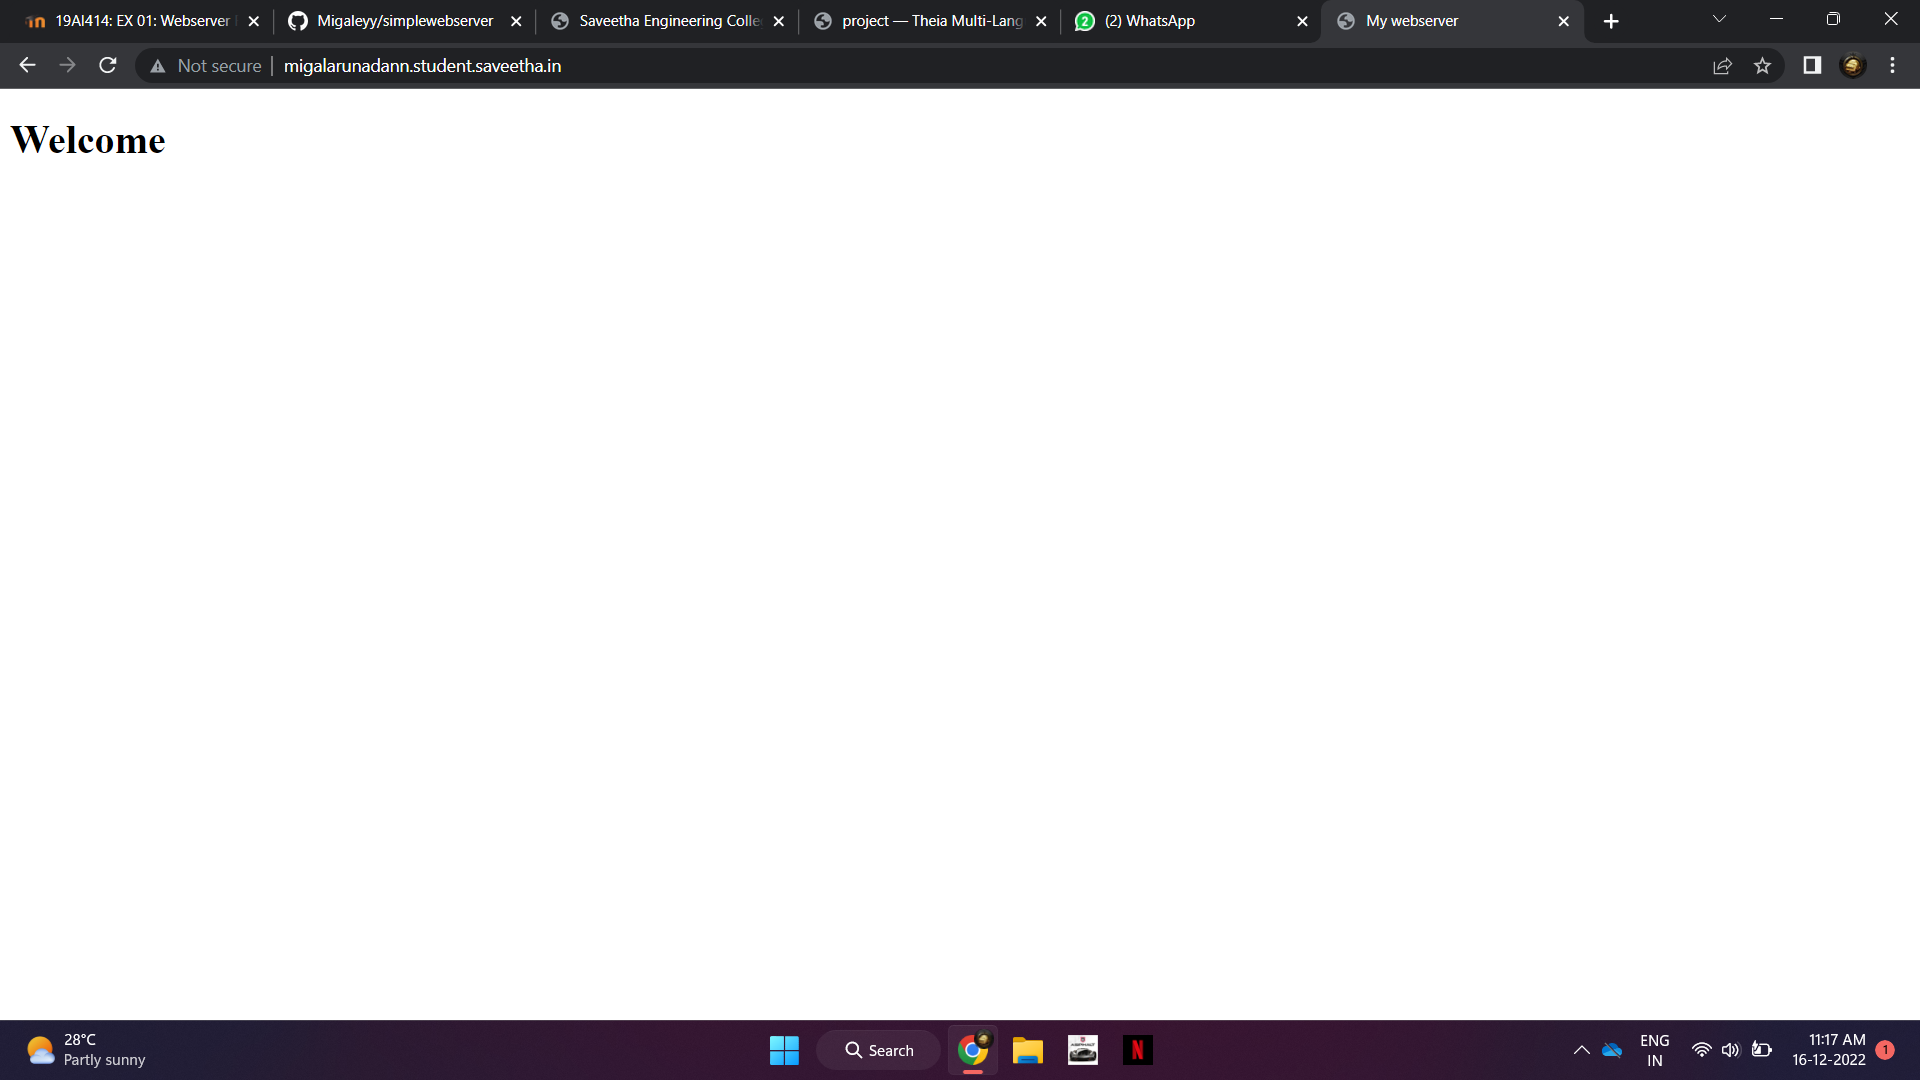 19AI414: EX 01: Webserver
Migaleyy/simplewebserver
Saveetha Engineering Colle
project — Theia Multi-Lang
2
(2) WhatsApp
My webserver
Not secure
migalarunadann.student.saveetha.in
Welcome
28°C
Partly sunny
Search
N
ENG
IN
11:17 AM
16-12-2022
1